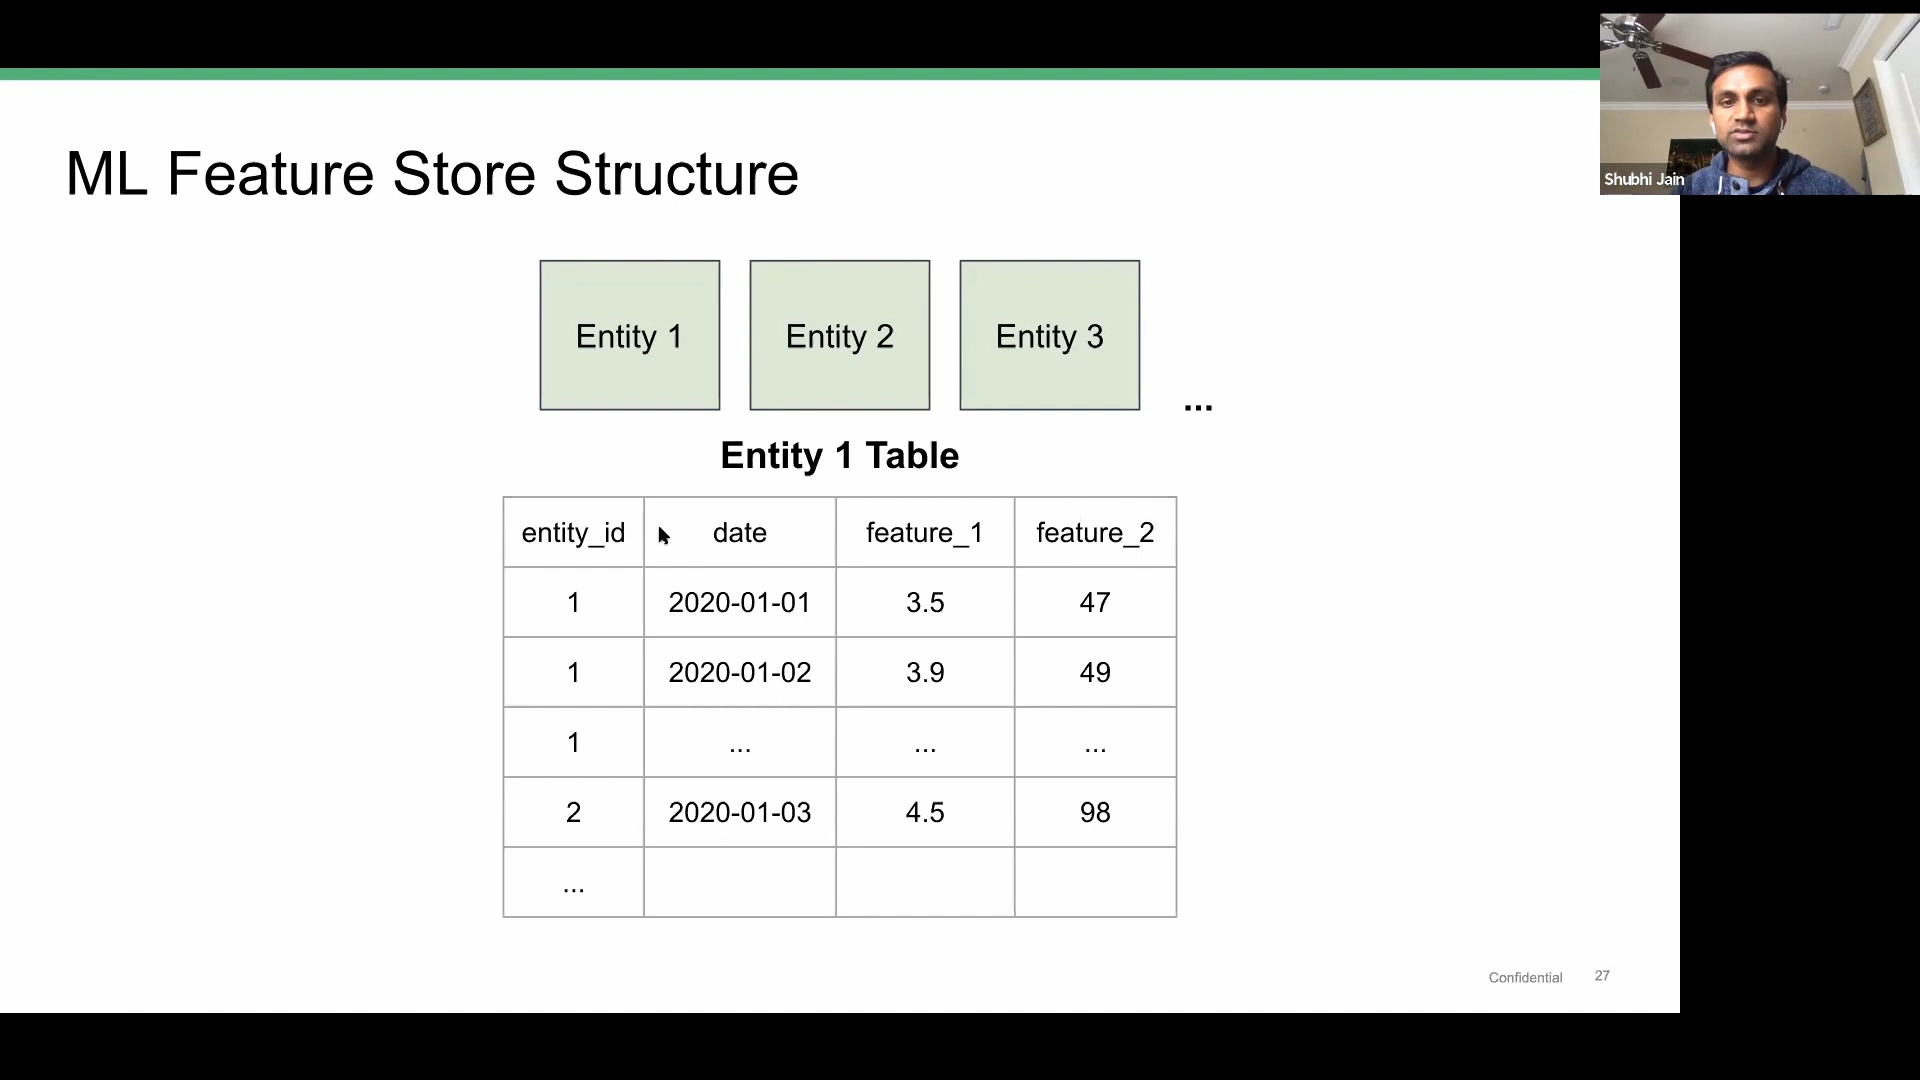 Shubhi Jain
ML Feature Store Structure
Entity 1 Entity 2 Entity 3 ...
Entity 1 Table
entity_id date feature_1 feature_2
1 2020-01-01 3.5 47
1 2020-01-02 3.9 49
1 ... ... ...
2 2020-01-03 4.5 98
...
Confidential 27